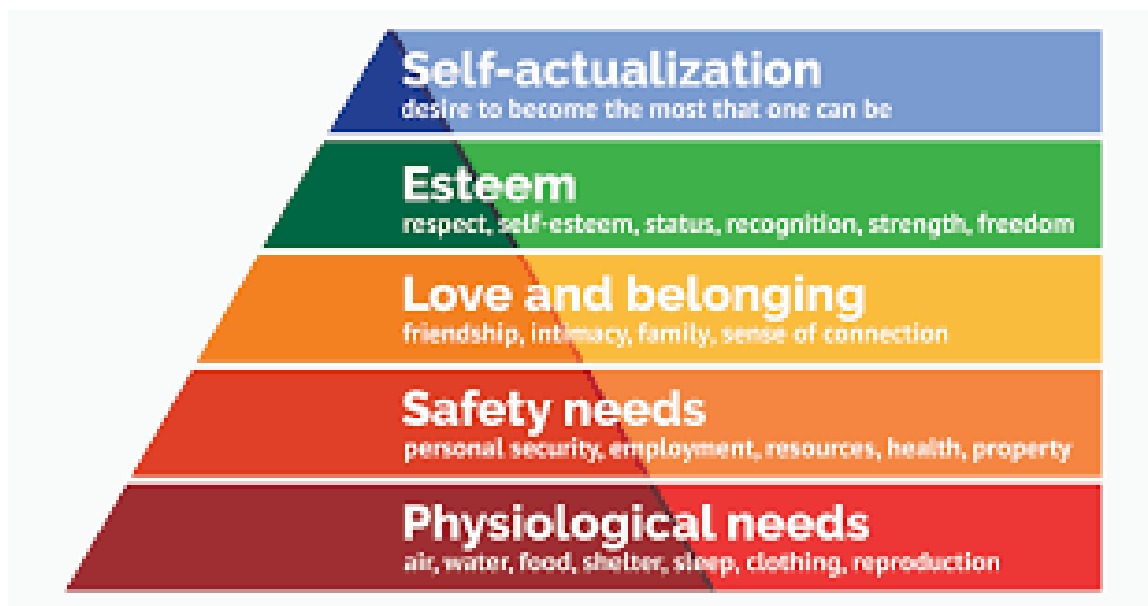 Self-actualization
desire to become the most that one can be
Esteem
respect, self-esteem, status, recognition, strength, freedom
Love and belonging
friendship, intimacy, family, sense of connection
Safety needs
personal security, employment, resources, health, property
Physiological needs
air, water, food, shelter, sleep, clothing, reproduction